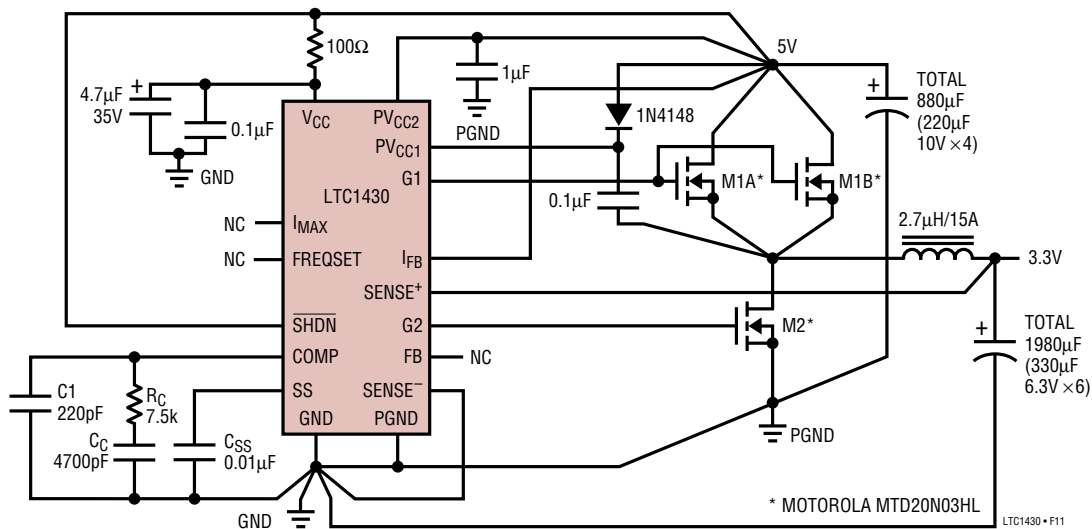 100Ω
5V
4.7µF
35V
0.1µF
1µF
PGND
1N4148
TOTAL
880µF
(220µF
10V ×4)
GND
VCC
PVCC2
PVCC1
G1
LTC1430
0.1µF
M1A*
M1B*
NC
IMAX
NC
FREQSET
IFB
2.7µH/15A
3.3V
SENSE+
SHDN
G2
M2*
COMP
FB
NC
TOTAL
1980µF
(330µF
6.3V ×6)
C1
220pF
RC
7.5k
SS
SENSE–
GND
PGND
CC
4700pF
CSS
0.01µF
PGND
GND
* MOTOROLA MTD20N03HL
LTC1430 • F11